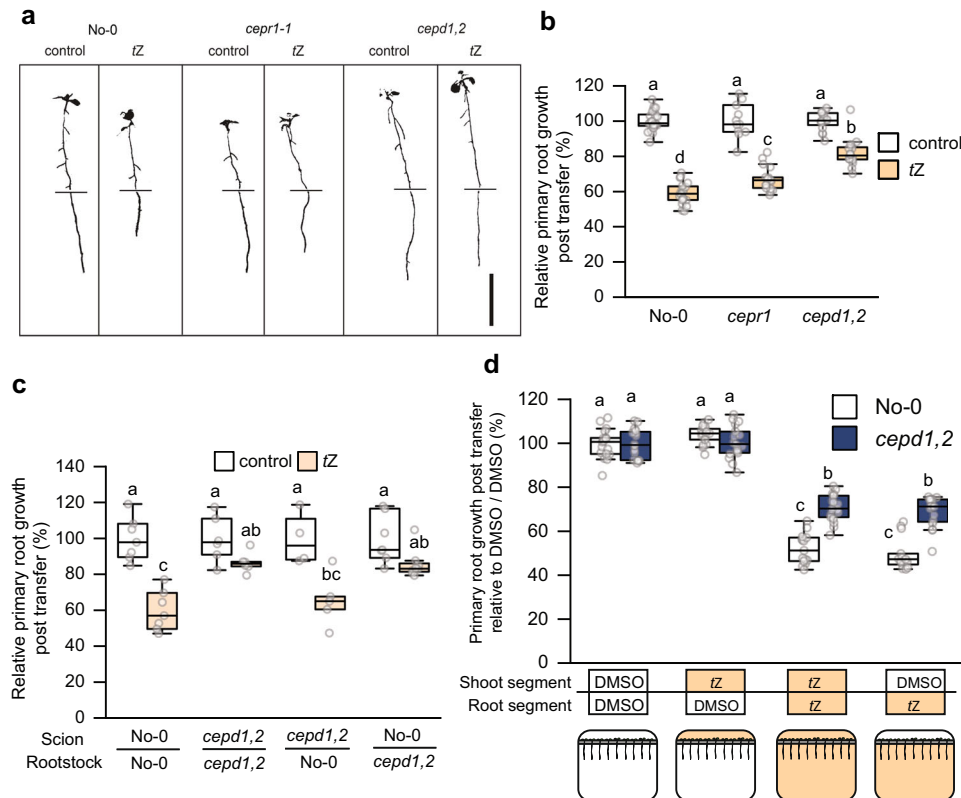 a
No-0 cepr1-1 cepd1,2
control tZ control tZ control tZ
b
Relative primary root growth
post transfer (%)
120
100
80
60
40
20
0
a a a
d c b
control
tZ
No-0 cepr1 cepd1,2
c
Relative primary root growth
post transfer (%)
140
120
100
80
60
40
20
0
control tZ
a c a ab a bc a ab
Scion No-0 cepd1,2 cepd1,2 No-0
Rootstock No-0 cepd1,2 No-0 cepd1,2
d
Primary root growth post transfer
relative to DMSO / DMSO (%)
120
100
80
60
40
20
0
No-0
cepd1,2
a a a a c b c b
Shoot segment DMSO tZ tZ DMSO
Root segment DMSO DMSO tZ tZ